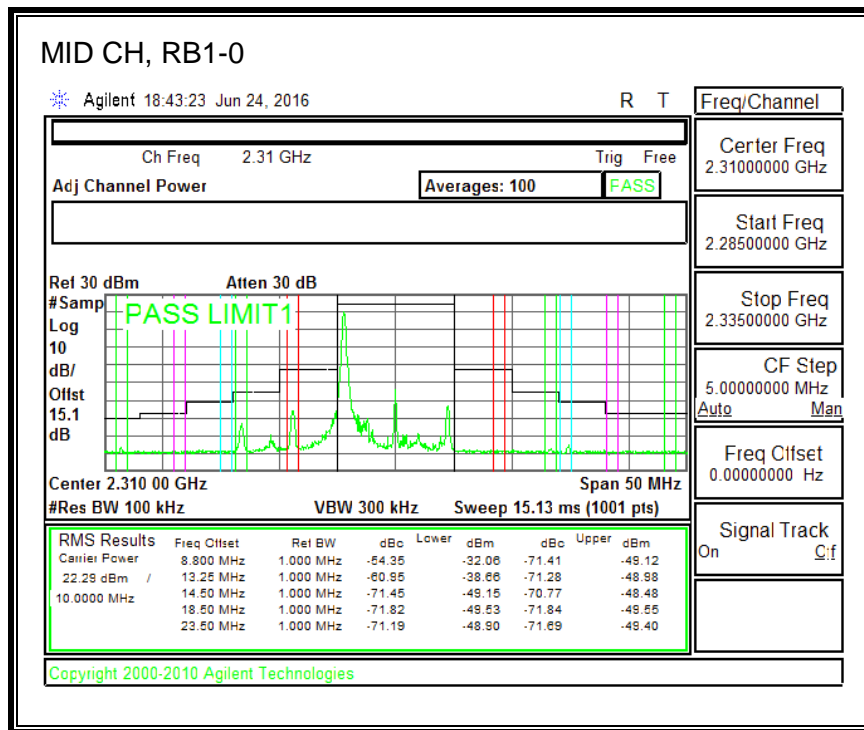 MID CH, RB1-0
Agilent 18:43:23 Jun 24, 2016 R T
Freq/Channel
Ch Freq 2.31 GHz Trig Free
Adj Channel Power Averages: 100 PASS
Center Freq
2.31000000 GHz
Start Freq
2.28500000 GHz
Stop Freq
2.33500000 GHz
CF Step
5.00000000 MHz
Auto Man
Freq Offset
0.00000000 Hz
Signal Track
On Off
Ref 30 dBm Atten 30 dB
#Samp
Log
10
dB/
Offst
15.1
dB
PASS LIMIT1
Center 2.310 00 GHz Span 50 MHz
#Res BW 100 kHz VBW 300 kHz Sweep 15.13 ms (1001 pts)
RMS Results Freq Offset Ref BW dBc Lower dBm dBc Upper dBm
Carrier Power 8.800 MHz 1.000 MHz -54.35 -32.06 -71.41 -49.12
22.29 dBm / 13.25 MHz 1.000 MHz -60.95 -38.66 -71.28 -48.98
10.0000 MHz 14.50 MHz 1.000 MHz -71.45 -49.15 -70.77 -48.48
18.50 MHz 1.000 MHz -71.82 -49.53 -71.84 -49.55
23.50 MHz 1.000 MHz -71.19 -48.90 -71.69 -49.40
Copyright 2000-2010 Agilent Technologies